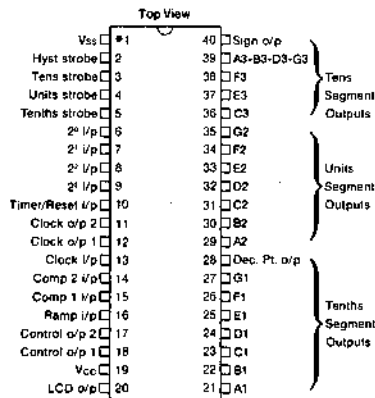 Top View
Vss 1 40 Sign o/p
Hyst strobe 2 39 A3-B3-D3-G3
Tens strobe 3 38 F3
Units strobe 4 37 E3
Tenths strobe 5 36 C3
Tens
Segment
Outputs
2⁰ i/p 6 35 G2
2¹ i/p 7 34 F2
2² i/p 8 33 E2
9 32 D2
Timer/Reset i/p 10 31 C2
Clock o/p 2 11 30 B2
Clock o/p 1 12 29 A2
Units
Segment
Outputs
Clock i/p 13 28 Dec. Pt. o/p
Comp 2 i/p 14 27 G1
Comp 1 i/p 15 26 F1
Ramp i/p 16 25 E1
Control o/p 2 17 24 D1
Control o/p 1 18 23 C1
Vcc 19 22 B1
LCD o/p 20 21 A1
Tenths
Segment
Outputs